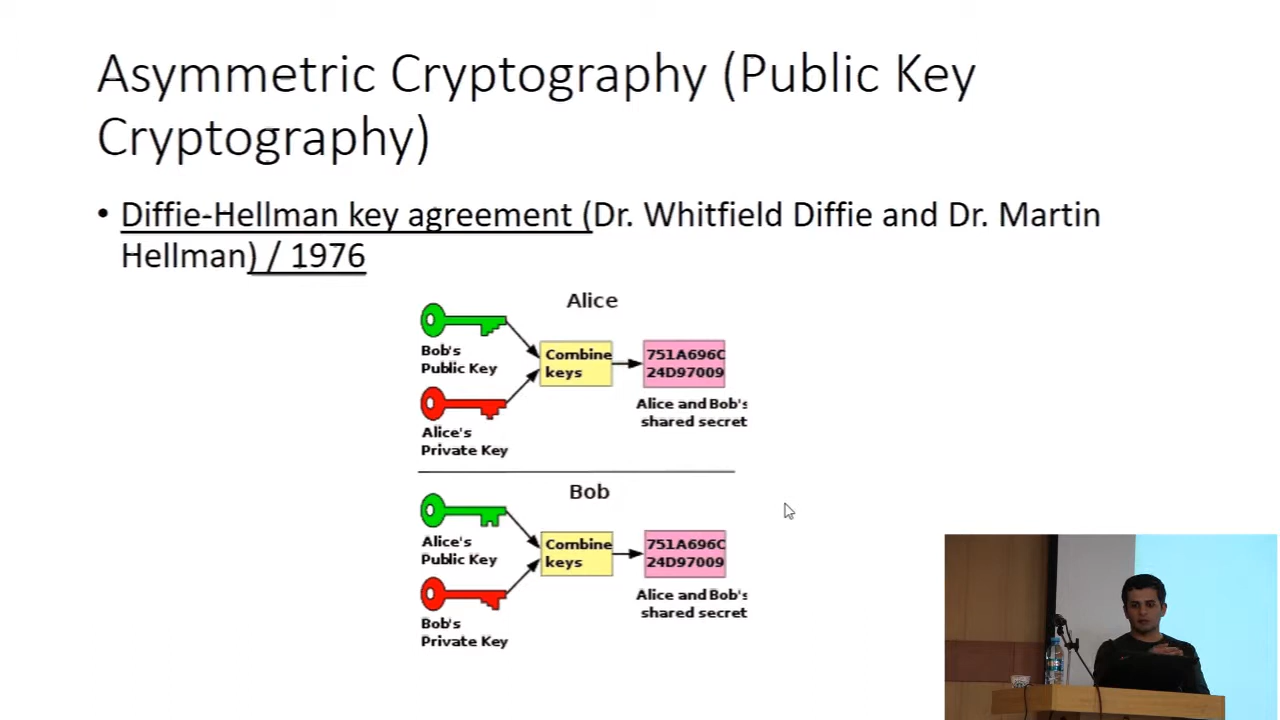 Asymmetric Cryptography (Public Key
Cryptography)
• Diffie-Hellman key agreement (Dr. Whitfield Diffie and Dr. Martin
Hellman) / 1976
Alice
Bob's
Public Key
Combine
keys
751A696C
24D97009
Alice and Bob's
shared secret
Alice's
Private Key
Bob
Alice's
Public Key
Combine
keys
751A696C
24D97009
Alice and Bob's
shared secret
Bob's
Private Key